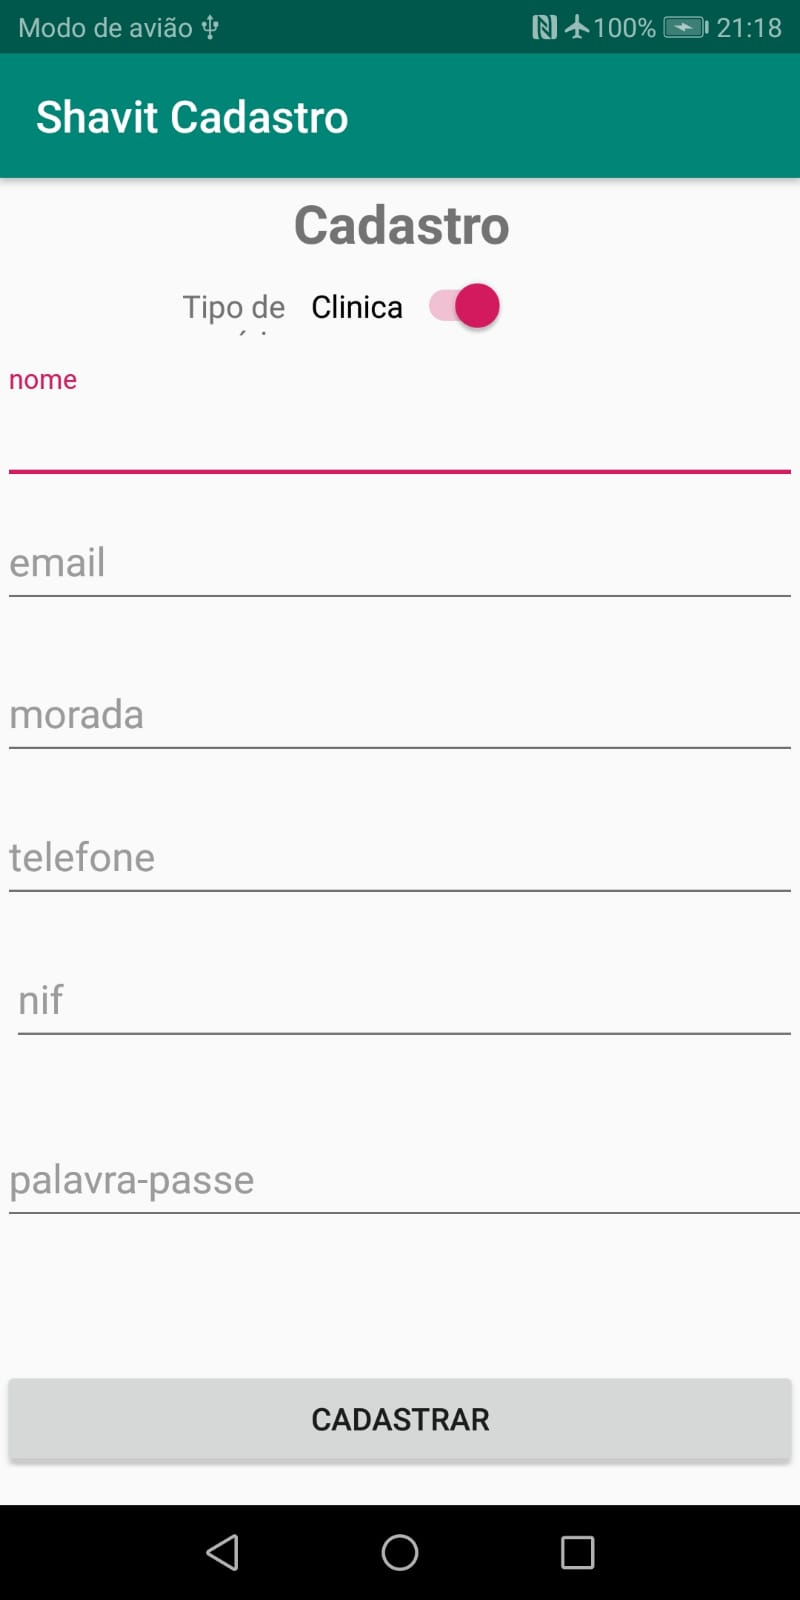 Modo de avião 100% 21:18
Shavit Cadastro
Cadastro
Tipo de Clinica
nome
email
morada
telefone
nif
palavra-passe
CADASTRAR